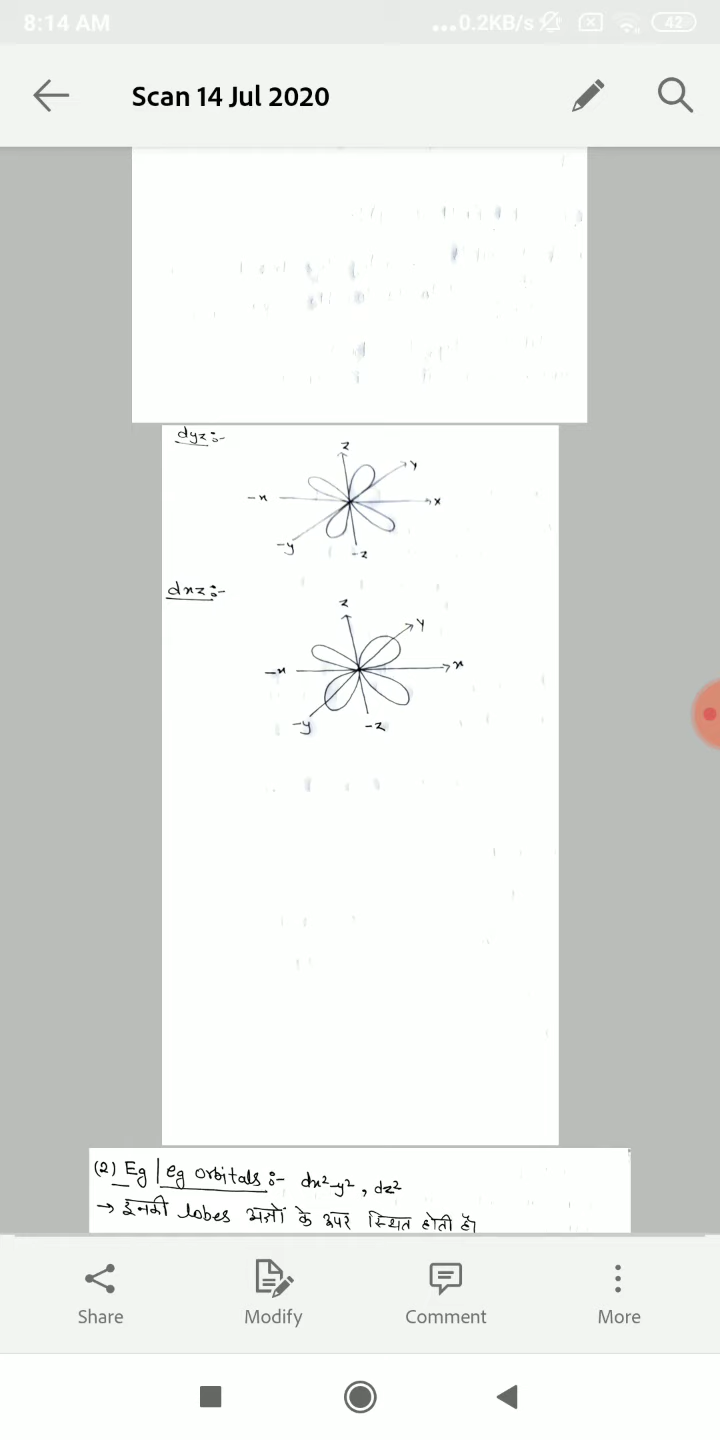 8:14 AM
...0.2KB/s
42
Scan 14 Jul 2020
dyz:-
z
y
-x
x
-y
-z
dxz:-
z
y
-x
x
-y
-z
(2) Eg | eg orbitals :- dx²-y², dz²
→ इनकी lobes अक्षों के ऊपर स्थित होती है।
Share
Modify
Comment
More